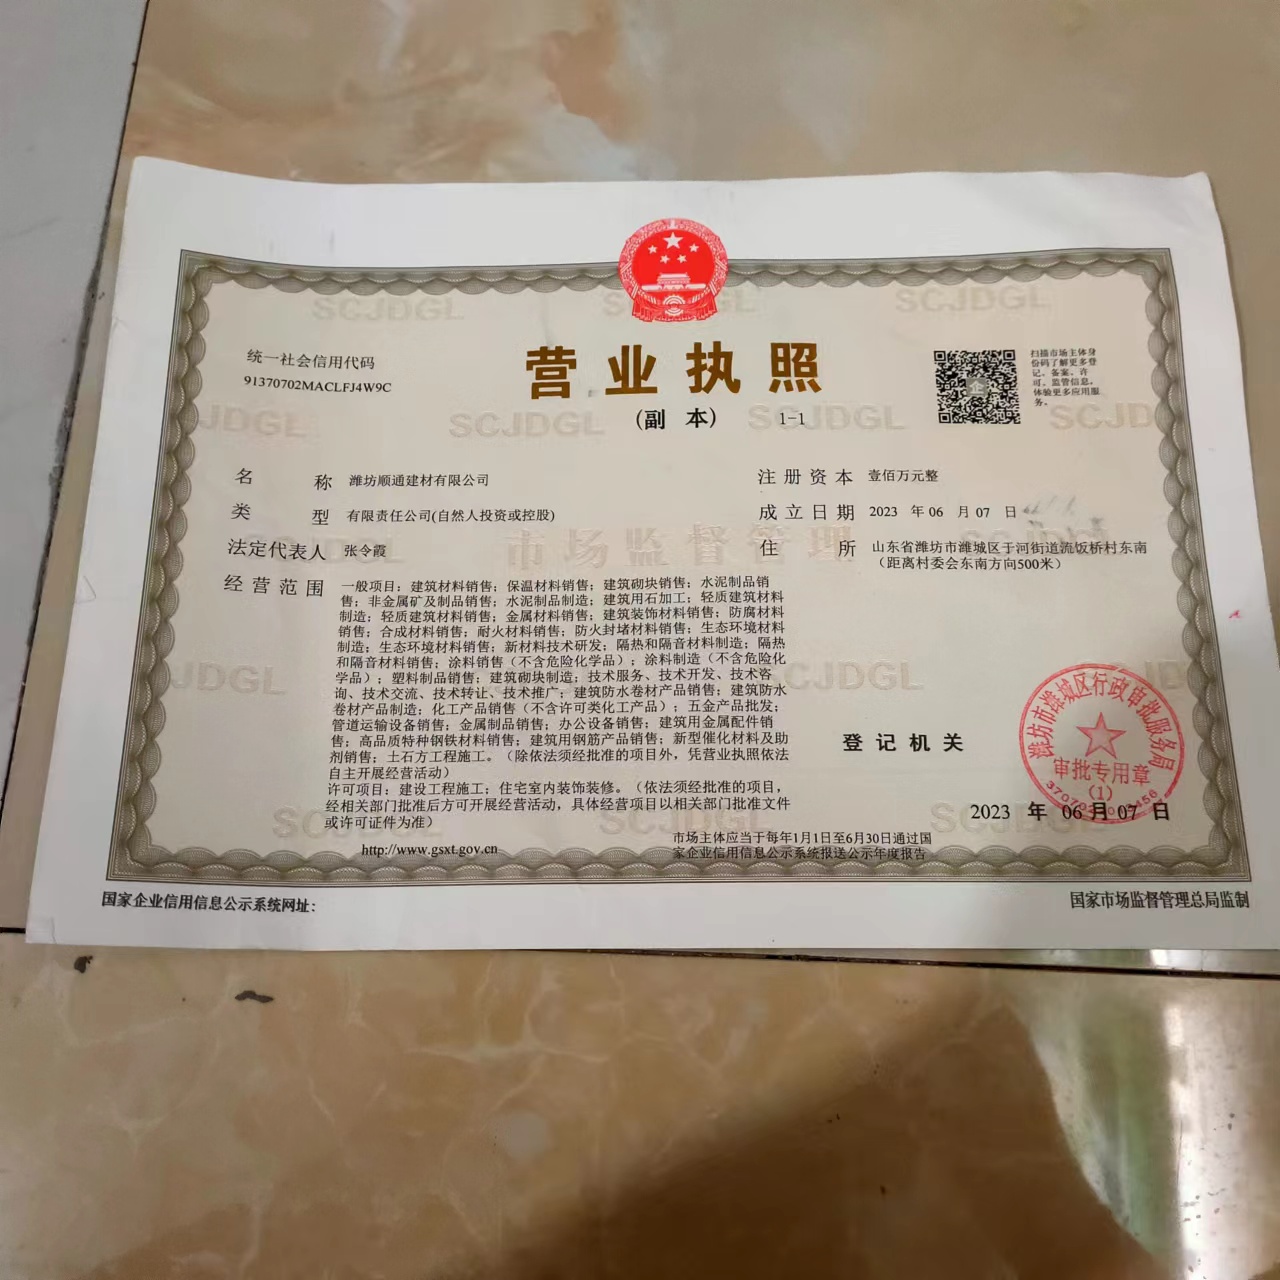 SCJDGL
统一社会信用代码
91370702MACLFJ4W9C
营业执照
(副 本) 1-1
扫描市场主体身
份码了解更多登
记、备案、许
可、监管信息,
体验更多应用服
务。
名 称 潍坊顺通建材有限公司
类 型 有限责任公司(自然人投资或控股)
法定代表人 张令霞
经营范围 一般项目:建筑材料销售;保温材料销售;建筑砌块销售;水泥制品销
售;非金属矿及制品销售;水泥制品制造;建筑用石加工;轻质建筑材料
制造;轻质建筑材料销售;金属材料销售;建筑装饰材料销售;防腐材料
销售;合成材料销售;耐火材料销售;防火封堵材料销售;生态环境材料
制造;生态环境材料销售;新材料技术研发;隔热和隔音材料制造;隔热
和隔音材料销售;涂料销售(不含危险化学品);涂料制造(不含危险化
学品);塑料制品销售;建筑砌块制造;技术服务、技术开发、技术咨
询、技术交流、技术转让、技术推广;建筑防水卷材产品销售;建筑防水
卷材产品制造;化工产品销售(不含许可类化工产品);五金产品批发;
管道运输设备销售;金属制品销售;办公设备销售;建筑用金属配件销
售;高品质特种钢铁材料销售;建筑用钢筋产品销售;新型催化材料及助
剂销售;土石方工程施工。(除依法须经批准的项目外,凭营业执照依法
自主开展经营活动)
许可项目:建设工程施工;住宅室内装饰装修。(依法须经批准的项目,
经相关部门批准后方可开展经营活动,具体经营项目以相关部门批准文件
或许可证件为准)
注册资本 壹佰万元整
成立日期 2023 年 06 月 07 日
住 所 山东省潍坊市潍城区于河街道流饭桥村东南
(距离村委会东南方向500米)
市场监督管理
登记机关
潍坊市潍城区行政审批服务局
审批专用章
(1)
2023 年 06 月 07 日
http://www.gsxt.gov.cn
市场主体应当于每年1月1日至6月30日通过国
家企业信用信息公示系统报送公示年度报告
国家企业信用信息公示系统网址:
国家市场监督管理总局监制